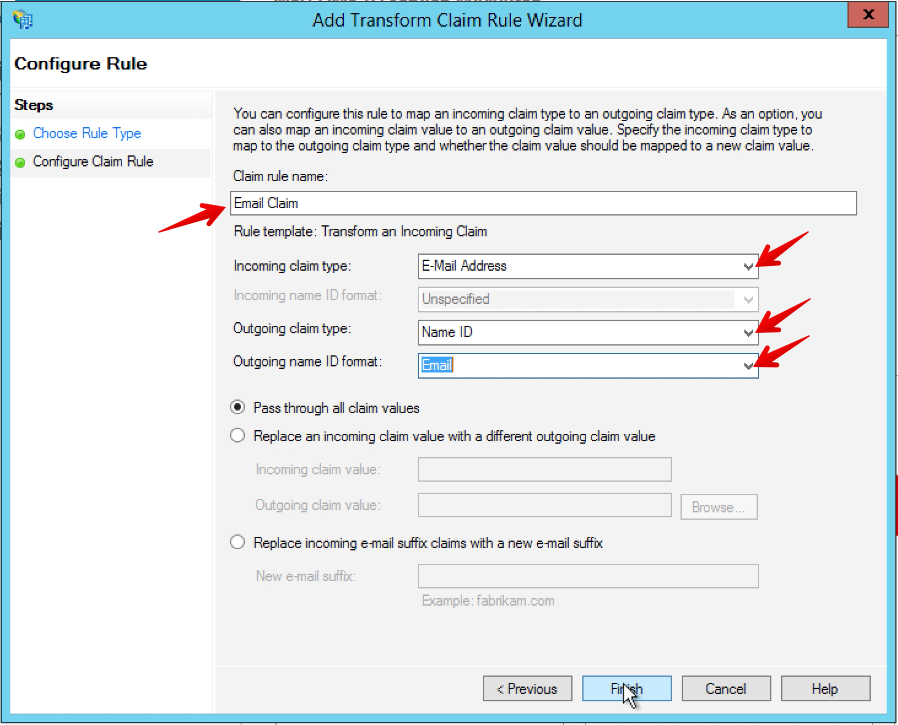 Add Transform Claim Rule Wizard
x
Configure Rule
Steps
Choose Rule Type
Configure Claim Rule
You can configure this rule to map an incoming claim type to an outgoing claim type. As an option, you
can also map an incoming claim value to an outgoing claim value. Specify the incoming claim type to
map to the outgoing claim type and whether the claim value should be mapped to a new claim value.
Claim rule name:
Email Claim
Rule template: Transform an Incoming Claim
Incoming claim type:
E-Mail Address
Incoming name ID format:
Unspecified
Outgoing claim type:
Name ID
Outgoing name ID format:
Email
Pass through all claim values
Replace an incoming claim value with a different outgoing claim value
Incoming claim value:
Outgoing claim value:
Browse...
Replace incoming e-mail suffix claims with a new e-mail suffix
New e-mail suffix:
Example: fabrikam.com
< Previous
Finish
Cancel
Help